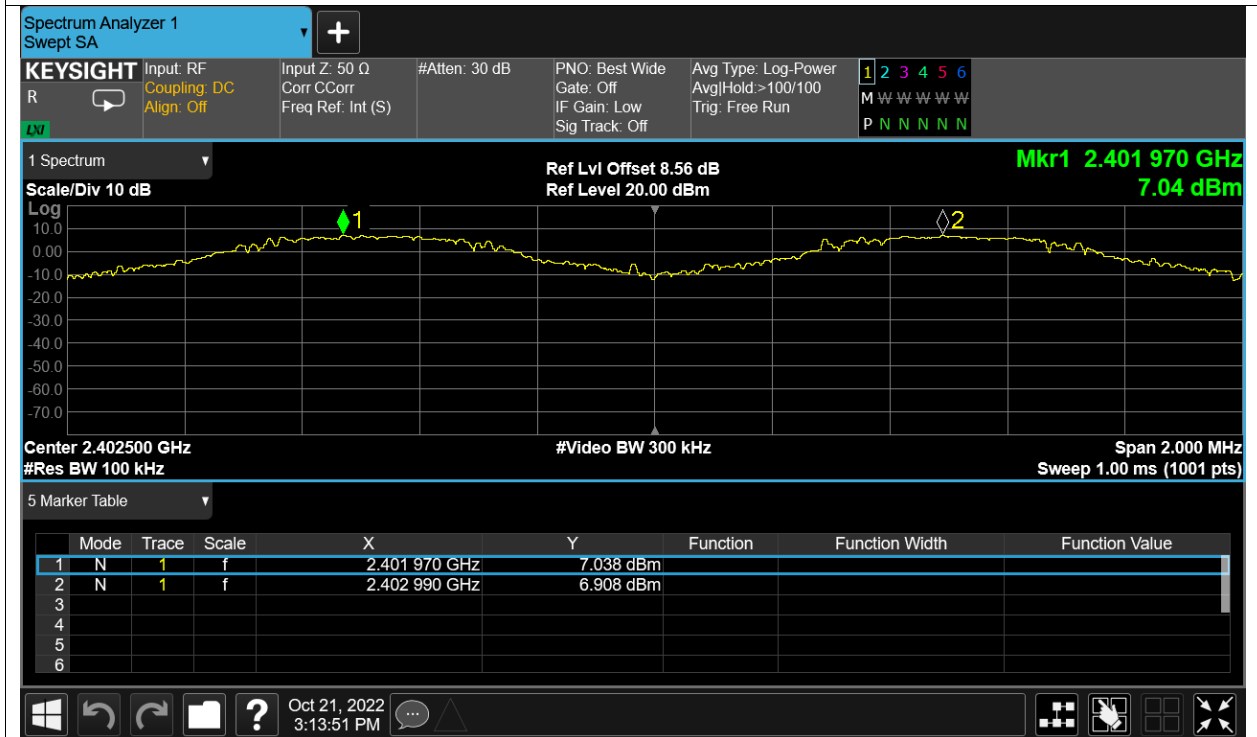 Spectrum Analyzer 1
Swept SA
KEYSIGHT
R
LXI
Input: RF
Coupling: DC
Align: Off
Input Z: 50 Ω
Corr CCorr
Freq Ref: Int (S)
#Atten: 30 dB
PNO: Best Wide
Gate: Off
IF Gain: Low
Sig Track: Off
Avg Type: Log-Power
Avg|Hold:>100/100
Trig: Free Run
1 2 3 4 5 6
M W W W W W
P N N N N N N
1 Spectrum
Scale/Div 10 dB
Ref Lvl Offset 8.56 dB
Ref Level 20.00 dBm
Mkr1 2.401 970 GHz
7.04 dBm
Log
10.0
0.00
-10.0
-20.0
-30.0
-40.0
-50.0
-60.0
-70.0
1
2
Center 2.402500 GHz
#Video BW 300 kHz
Span 2.000 MHz
#Res BW 100 kHz
Sweep 1.00 ms (1001 pts)
5 Marker Table
Mode Trace Scale X Y Function Function Width Function Value
1 N 1 f 2.401 970 GHz 7.038 dBm
2 N 1 f 2.402 990 GHz 6.908 dBm
3
4
5
6
?
Oct 21, 2022
3:13:51 PM